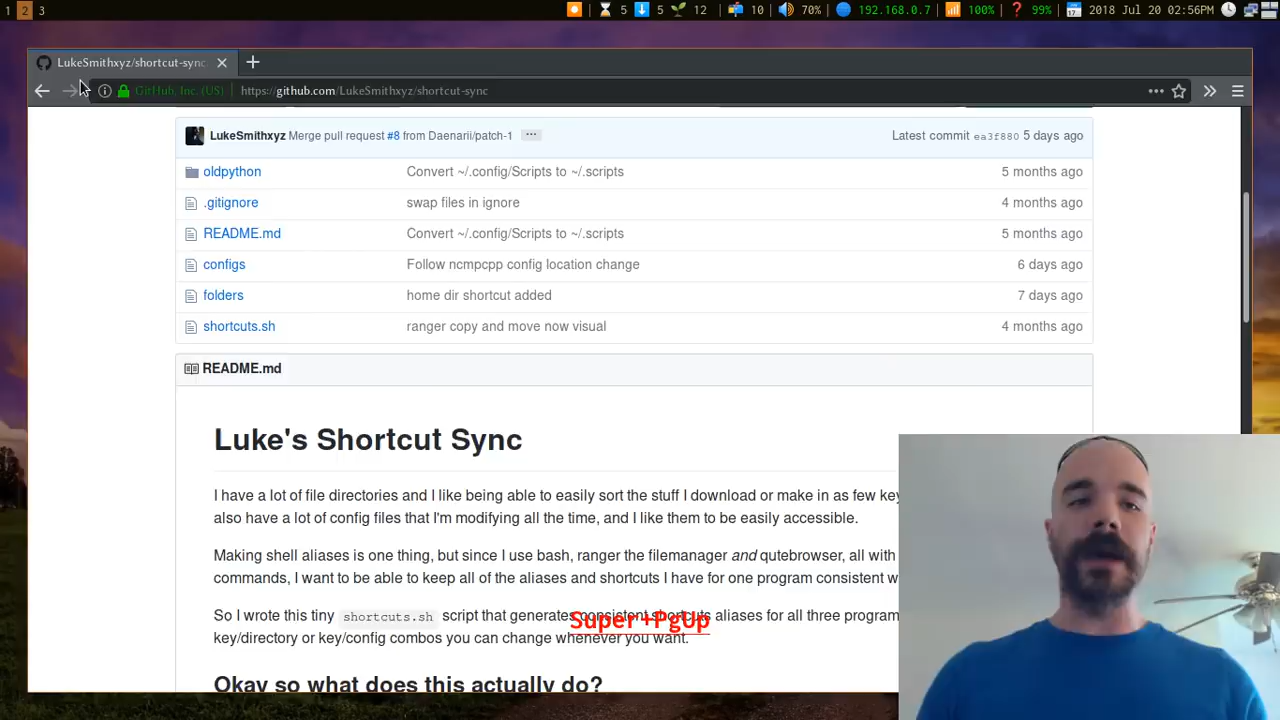 1 2 3 5 5 12 10 70% 192.168.0.7 100% ❓ 99% 2018 Jul 20 02:56PM
LukeSmithxyz/shortcut-sync
GitHub, Inc. (US) https://github.com/LukeSmithxyz/shortcut-sync
LukeSmithxyz Merge pull request #8 from Daenarii/patch-1 ... Latest commit ea3f880 5 days ago
oldpython Convert ~/.config/Scripts to ~/.scripts 5 months ago
.gitignore swap files in ignore 4 months ago
README.md Convert ~/.config/Scripts to ~/.scripts 5 months ago
configs Follow ncmpcpp config location change 6 days ago
folders home dir shortcut added 7 days ago
shortcuts.sh ranger copy and move now visual 4 months ago
README.md
Luke's Shortcut Sync
I have a lot of file directories and I like being able to easily sort the stuff I download or make in as few
also have a lot of config files that I'm modifying all the time, and I like them to be easily accessible.
Making shell aliases is one thing, but since I use bash, ranger the filemanager and qutebrowser, all with
commands, I want to be able to keep all of the aliases and shortcuts I have for one program consistent
So I wrote this tiny shortcuts.sh script that generates consistent shortcuts aliases for all three
key/directory or key/config combos you can change whenever you want.
Super+PgUp
Okay so what does this actually do?